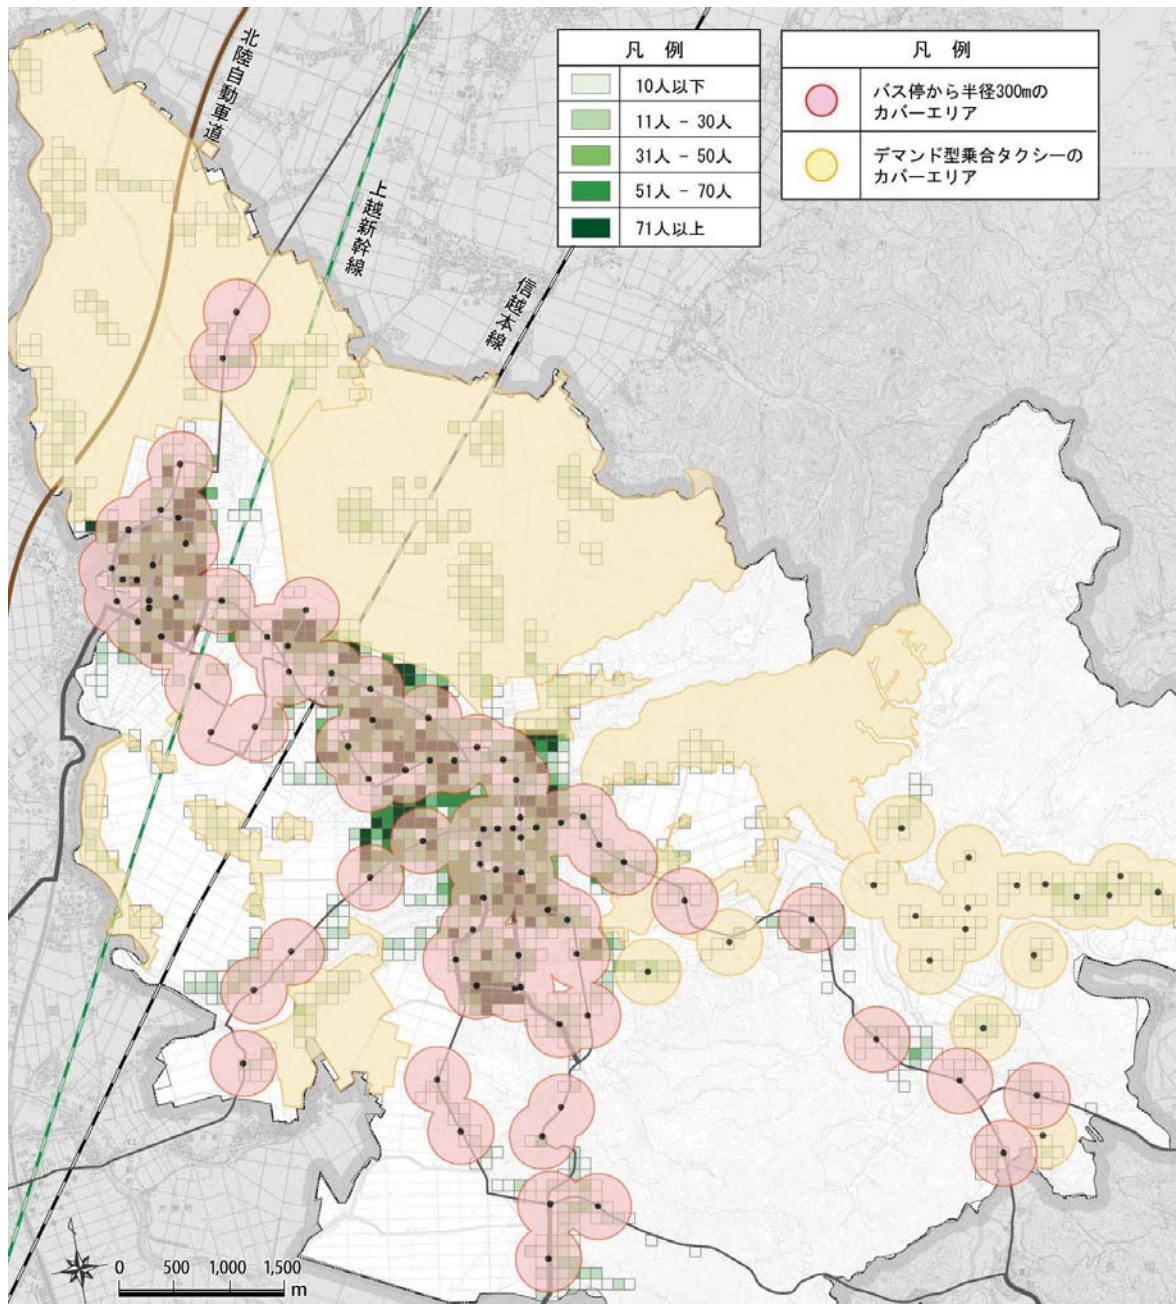 北陸自動車道
上越新幹線
信越本線
凡 例
10人以下
11人 - 30人
31人 - 50人
51人 - 70人
71人以上
凡 例
バス停から半径300mの
カバーエリア
デマンド型乗合タクシーの
カバーエリア
0 500 1,000 1,500 m